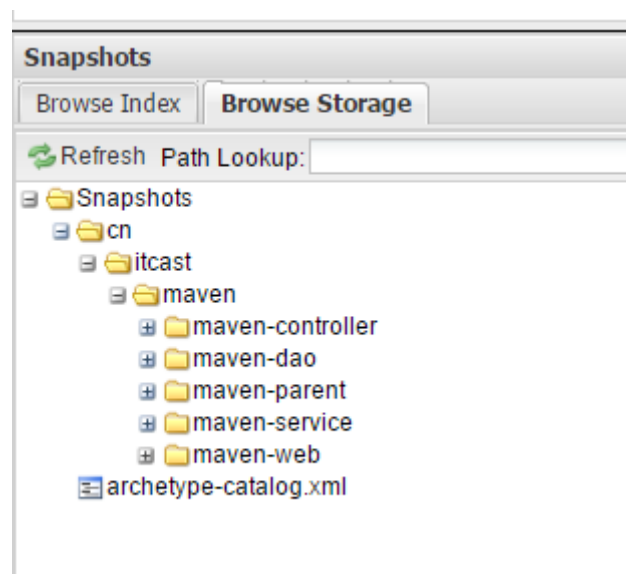 Snapshots
Browse Index Browse Storage
Refresh Path Lookup:
Snapshots
cn
itcast
maven
maven-controller
maven-dao
maven-parent
maven-service
maven-web
archetype-catalog.xml